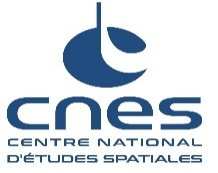 cnes
CENTRE NATIONAL
D'ÉTUDES SPATIALES